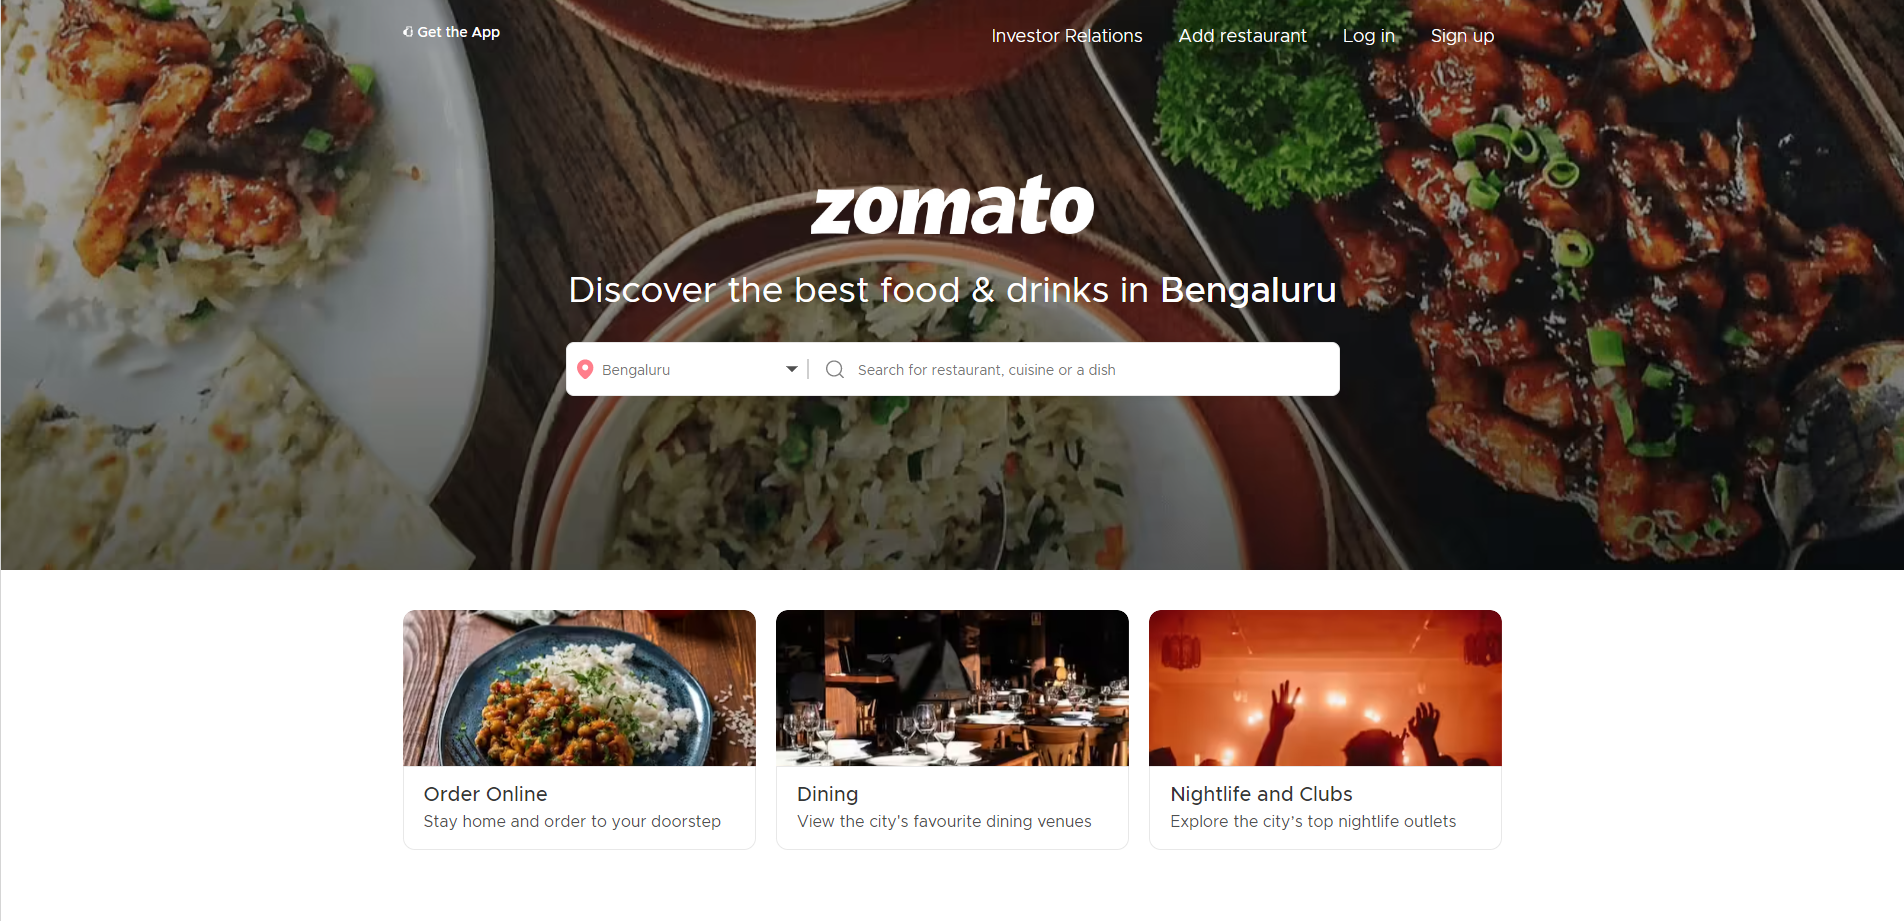 Get the App
Investor Relations
Add restaurant
Log in
Sign up
zomato
Discover the best food & drinks in Bengaluru
Bengaluru
Search for restaurant, cuisine or a dish
Order Online
Stay home and order to your doorstep
Dining
View the city's favourite dining venues
Nightlife and Clubs
Explore the city’s top nightlife outlets